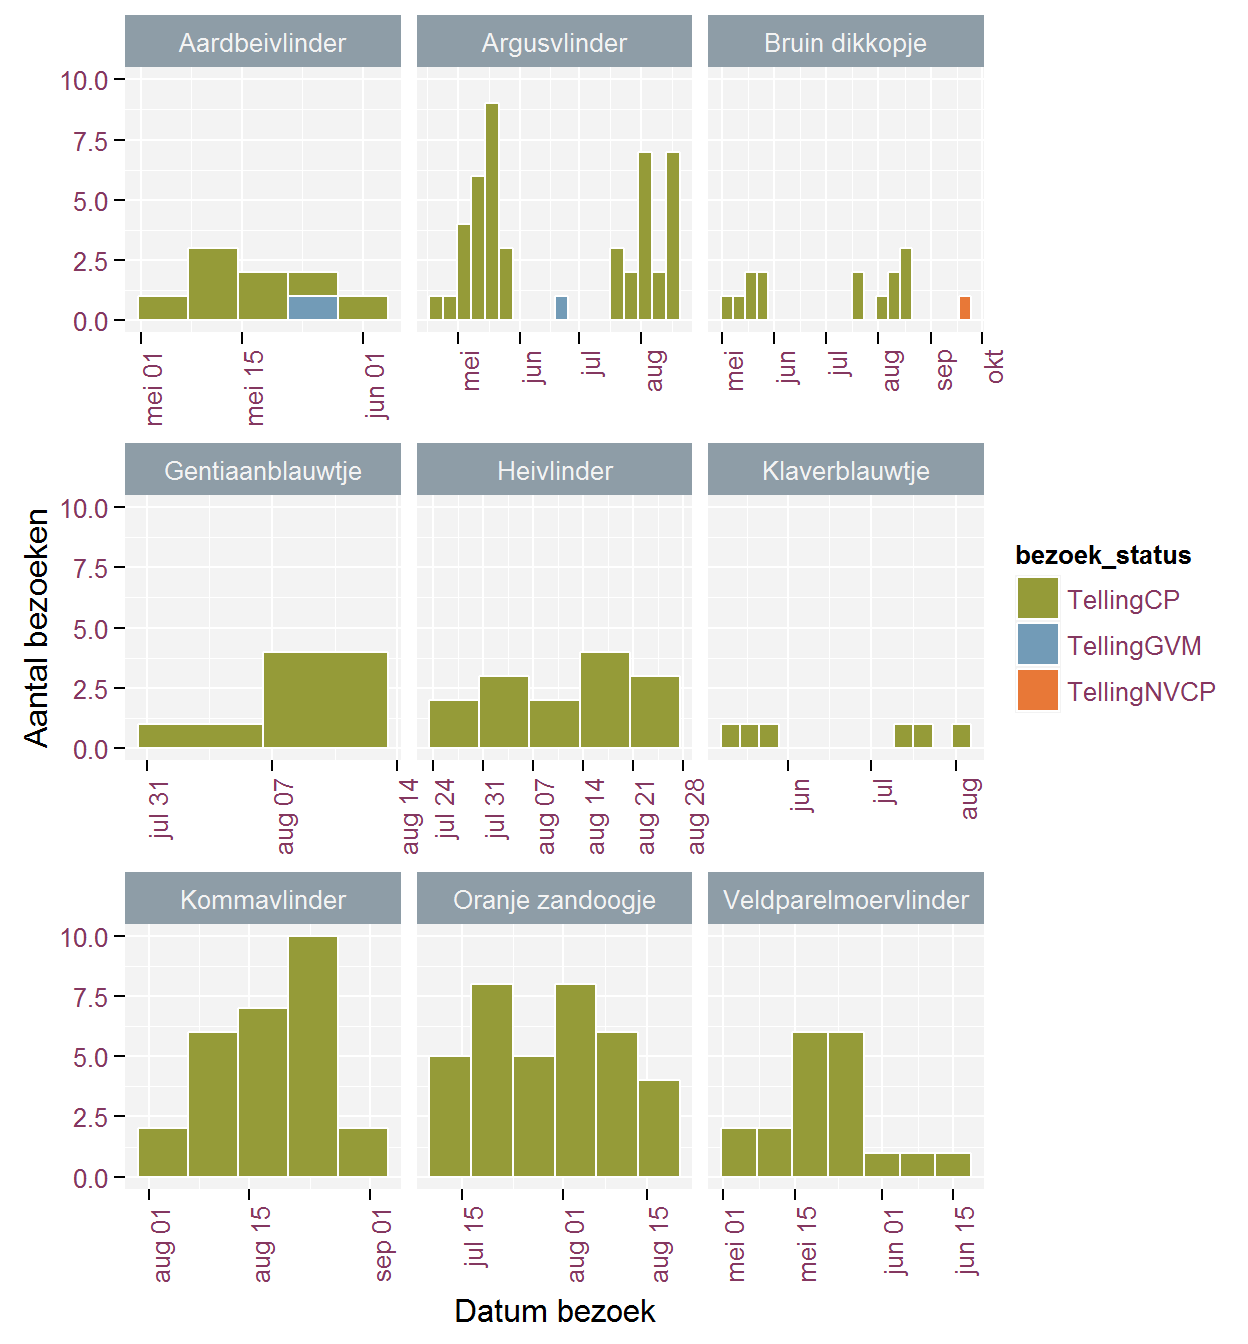 Aardbeivlinder Argusvlinder Bruin dikkopje
10.0
7.5
5.0
2.5
0.0
mei 01 mei 15 jun 01 mei jun jul aug mei jun jul aug sep okt
Gentiaanblauwtje Heivlinder Klaverblauwtje
10.0
7.5
5.0
2.5
0.0
jul 31 aug 07 aug 14 jul 24 jul 31 aug 07 aug 14 aug 21 aug 28 jun jul aug
Kommavlinder Oranje zandoogje Veldparelmoervlinder
10.0
7.5
5.0
2.5
0.0
aug 01 aug 15 sep 01 jul 15 aug 01 aug 15 mei 01 mei 15 jun 01 jun 15
Aantal bezoeken
Datum bezoek
bezoek_status
TellingCP
TellingGVM
TellingNVCP